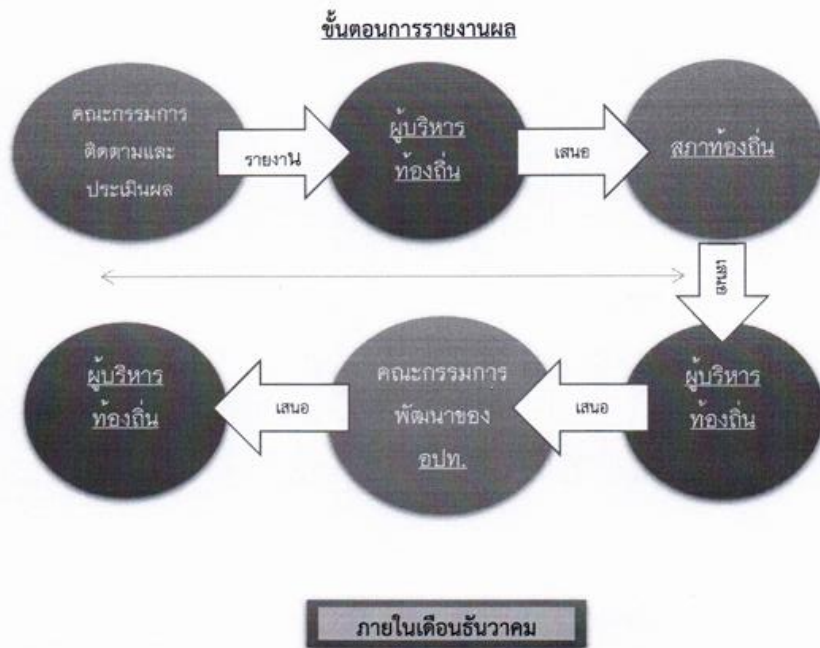 ขั้นตอนการรายงานผล
คณะกรรมการ
ติดตามและ
ประเมินผล
รายงาน
ผู้บริหาร
ท้องถิ่น
เสนอ
สภาท้องถิ่น
เสนอ
ผู้บริหาร
ท้องถิ่น
เสนอ
คณะกรรมการ
พัฒนาของ
อปท.
เสนอ
ผู้บริหาร
ท้องถิ่น
ภายในเดือนธันวาคม